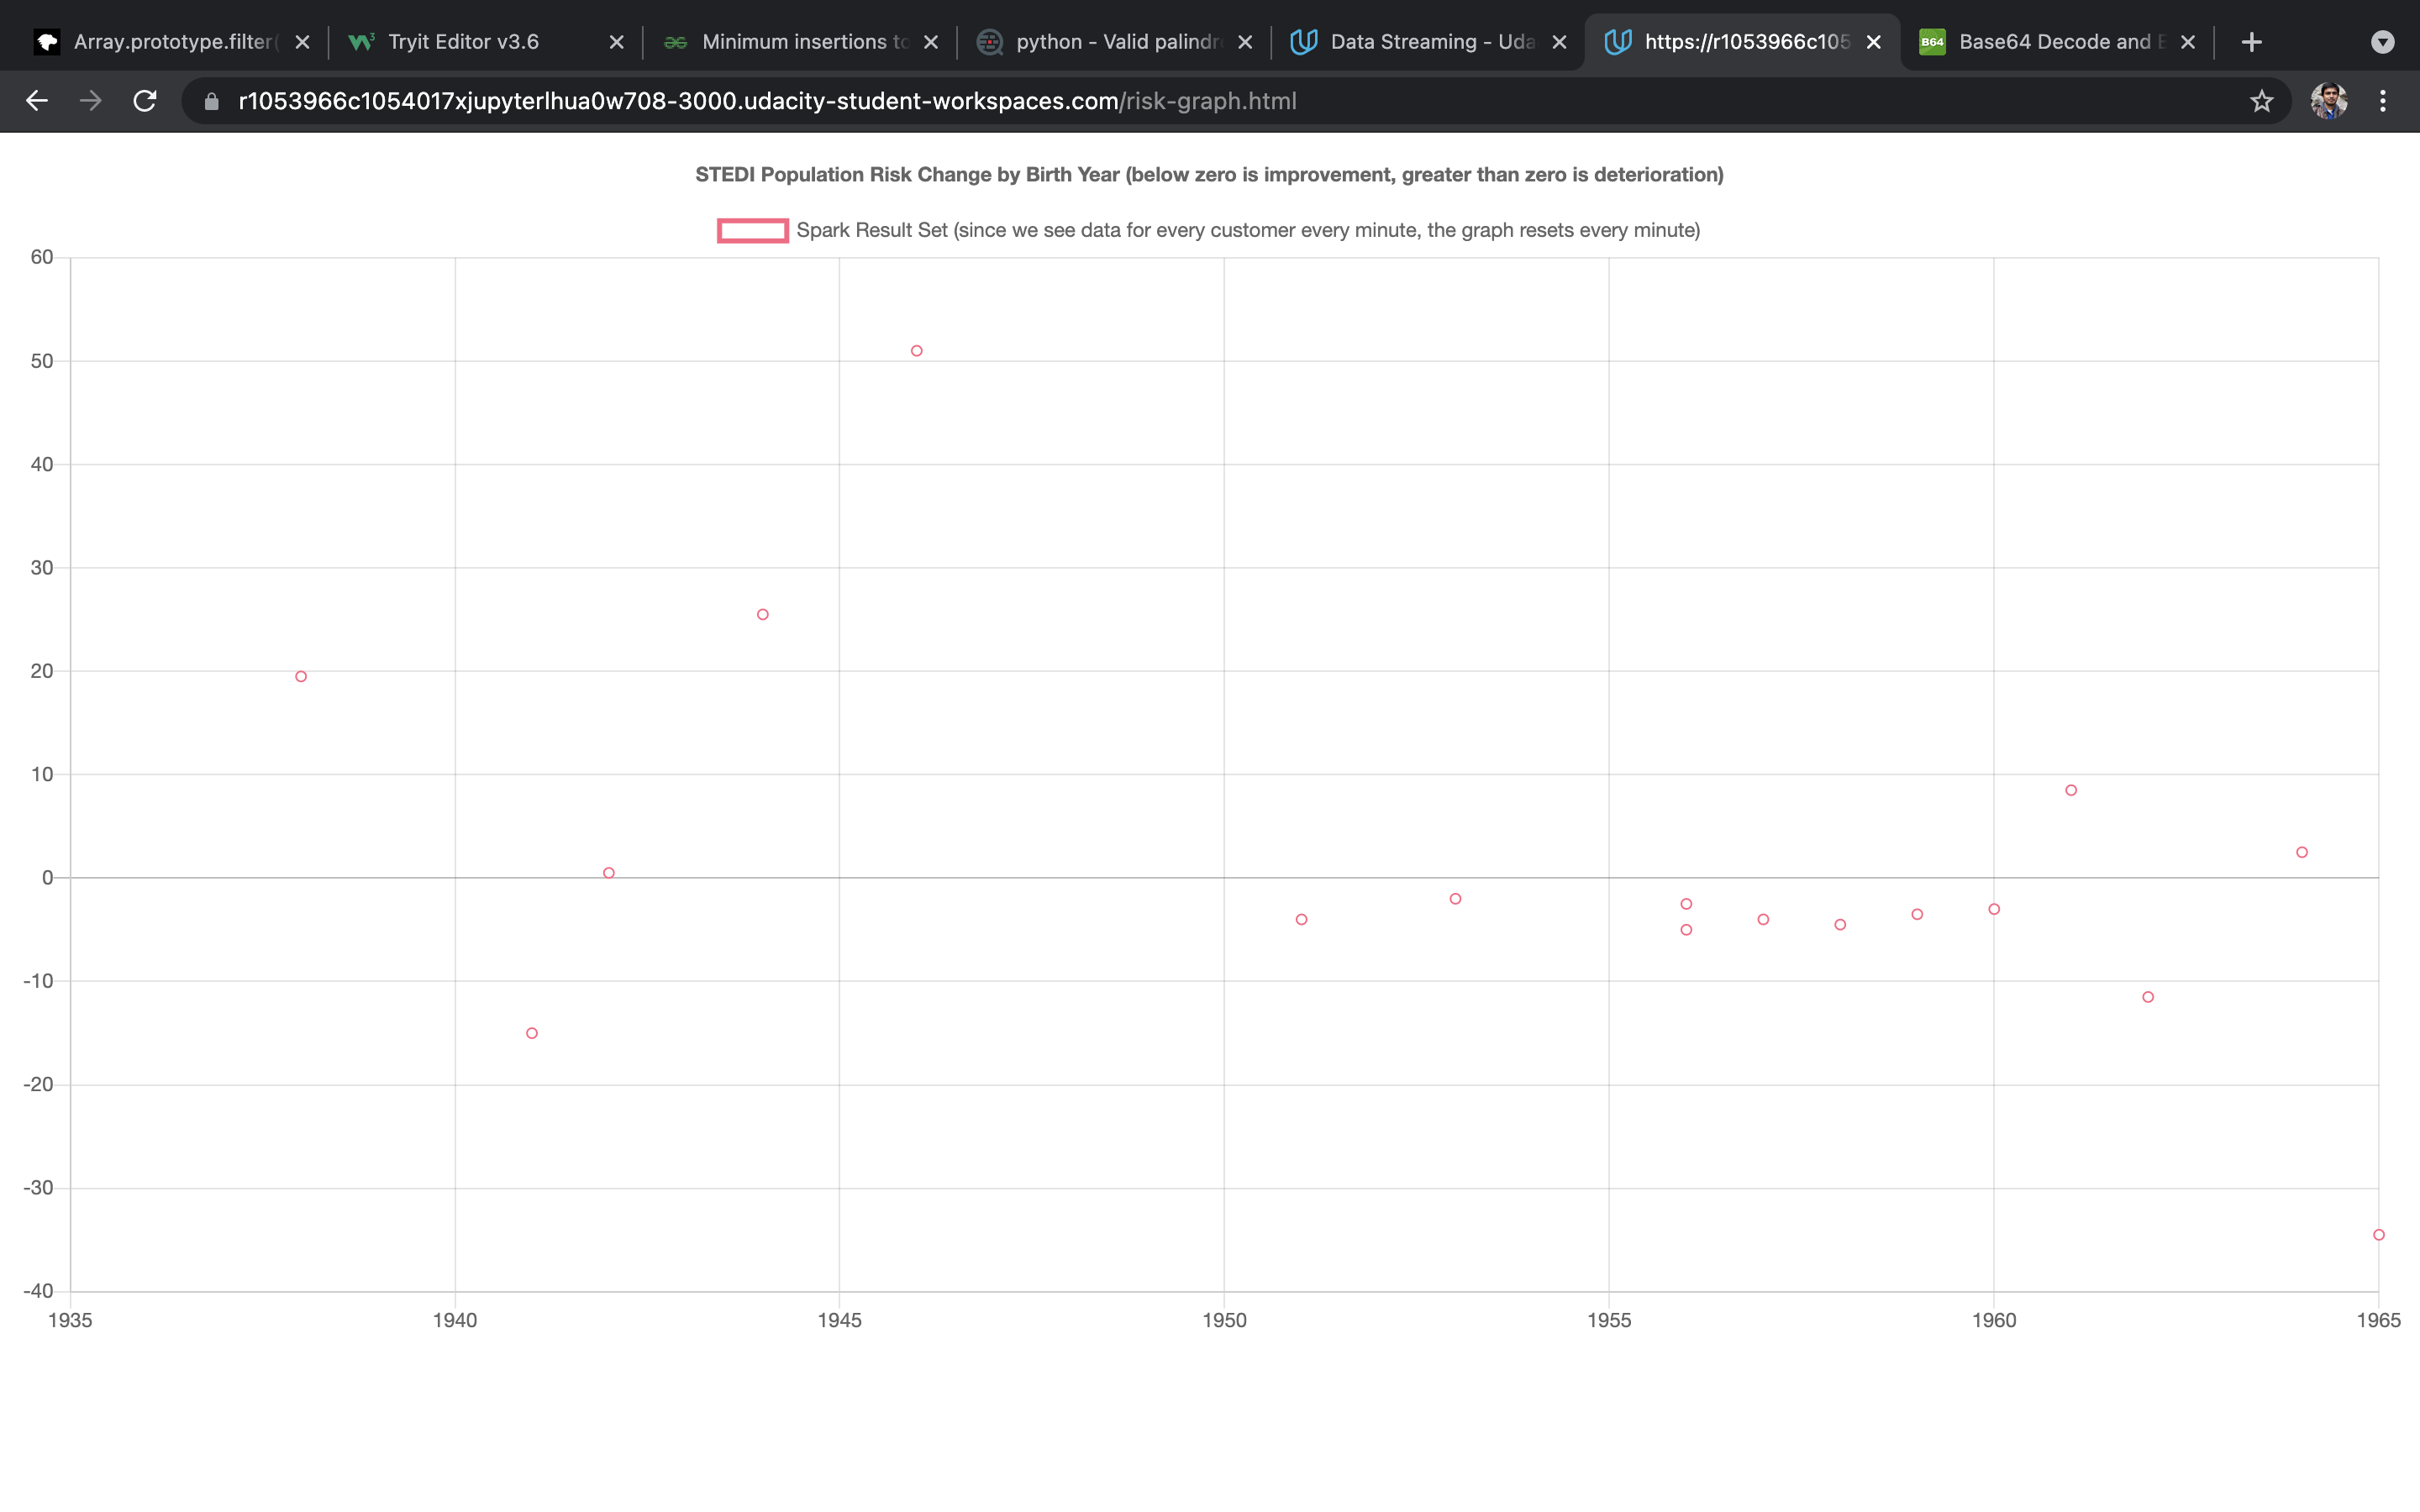 Array.prototype.filter(
Tryit Editor v3.6
Minimum insertions to
python - Valid palindr
Data Streaming - Uda
https://r1053966c105
B64
Base64 Decode and E
r1053966c1054017xjupyterlhua0w708-3000.udacity-student-workspaces.com/risk-graph.html
STEDI Population Risk Change by Birth Year (below zero is improvement, greater than zero is deterioration)
Spark Result Set (since we see data for every customer every minute, the graph resets every minute)
60
50
40
30
20
10
0
-10
-20
-30
-40
1935 1940 1945 1950 1955 1960 1965